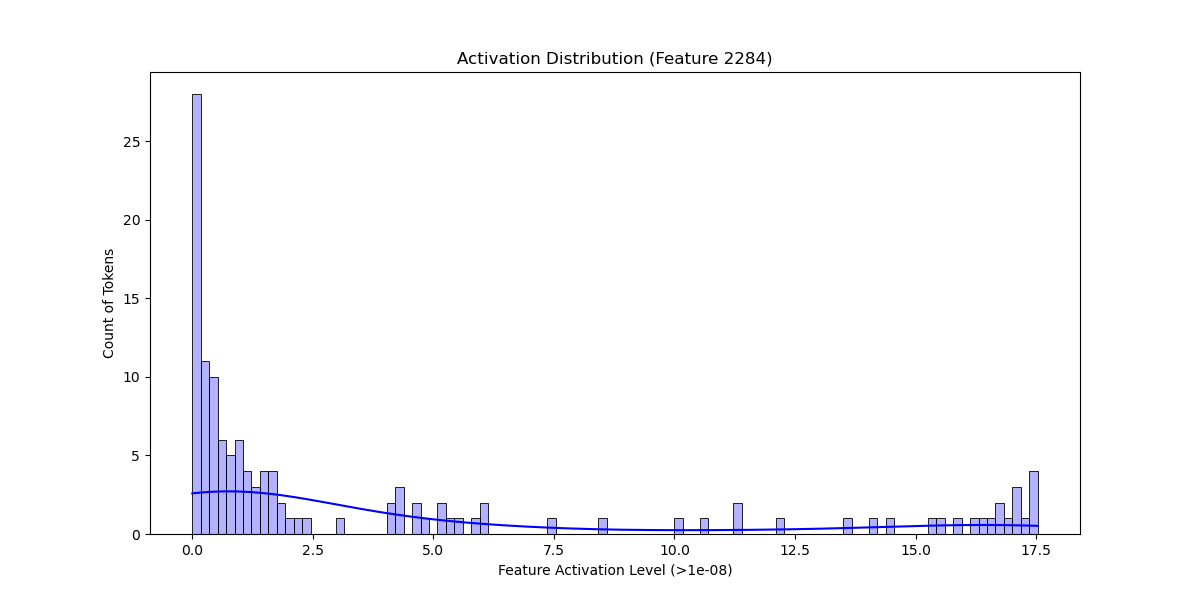 Activation Distribution (Feature 2284)
25
20
15
10
5
0
Count of Tokens
0.0 2.5 5.0 7.5 10.0 12.5 15.0 17.5
Feature Activation Level (>1e-08)